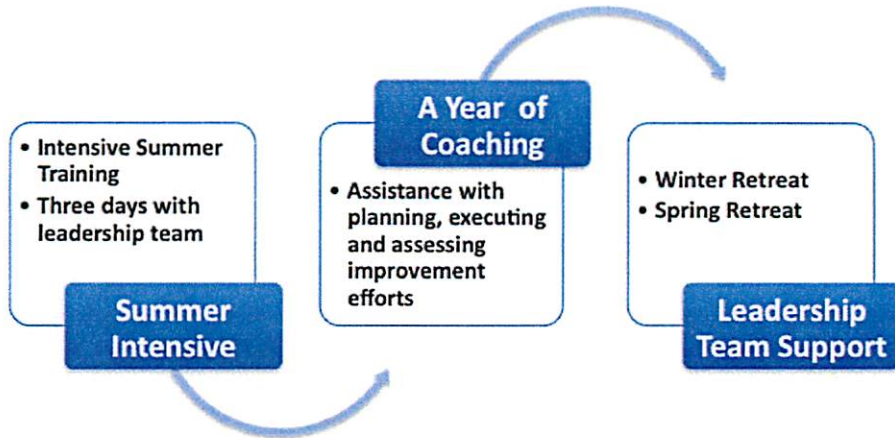 • Intensive Summer
Training
• Three days with
leadership team
Summer
Intensive
A Year of
Coaching
• Assistance with
planning, executing
and assessing
improvement
efforts
• Winter Retreat
• Spring Retreat
Leadership
Team Support